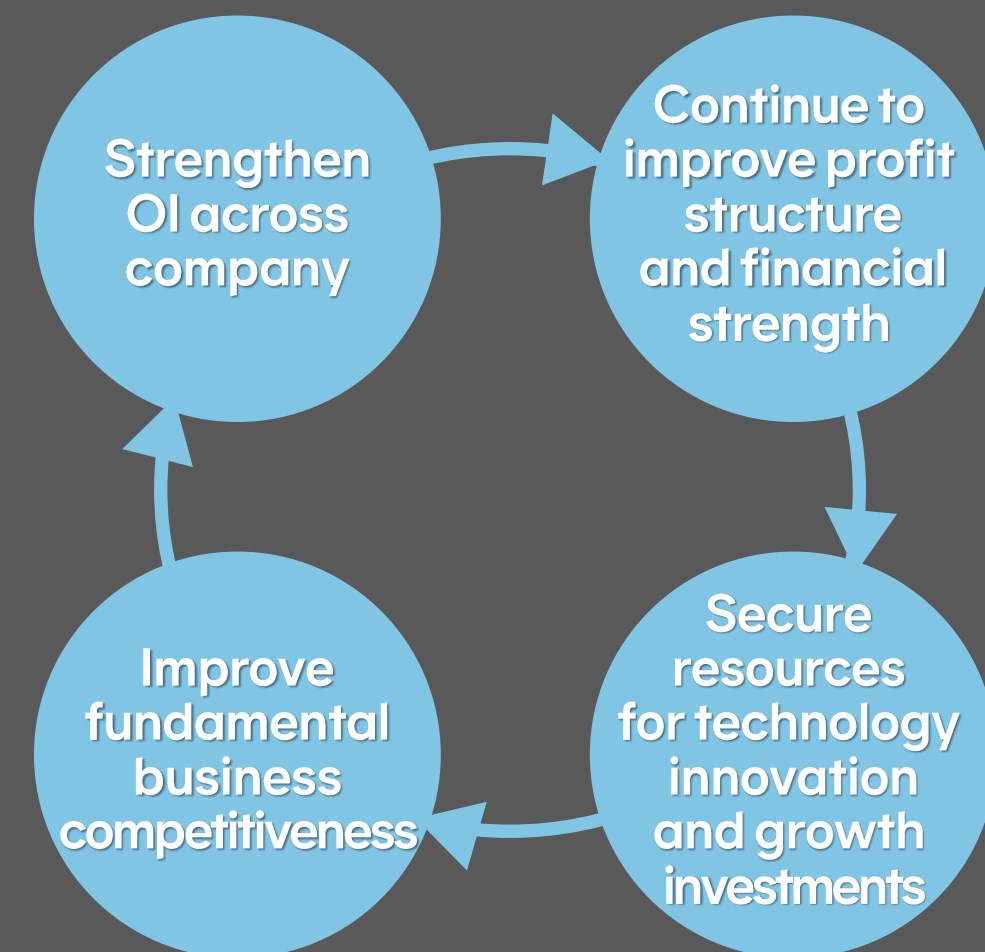 Strengthen
OI across
company
Continue to
improve profit
structure
and financial
strength
Secure
resources
for technology
innovation
and growth
investments
Improve
fundamental
business
competitiveness